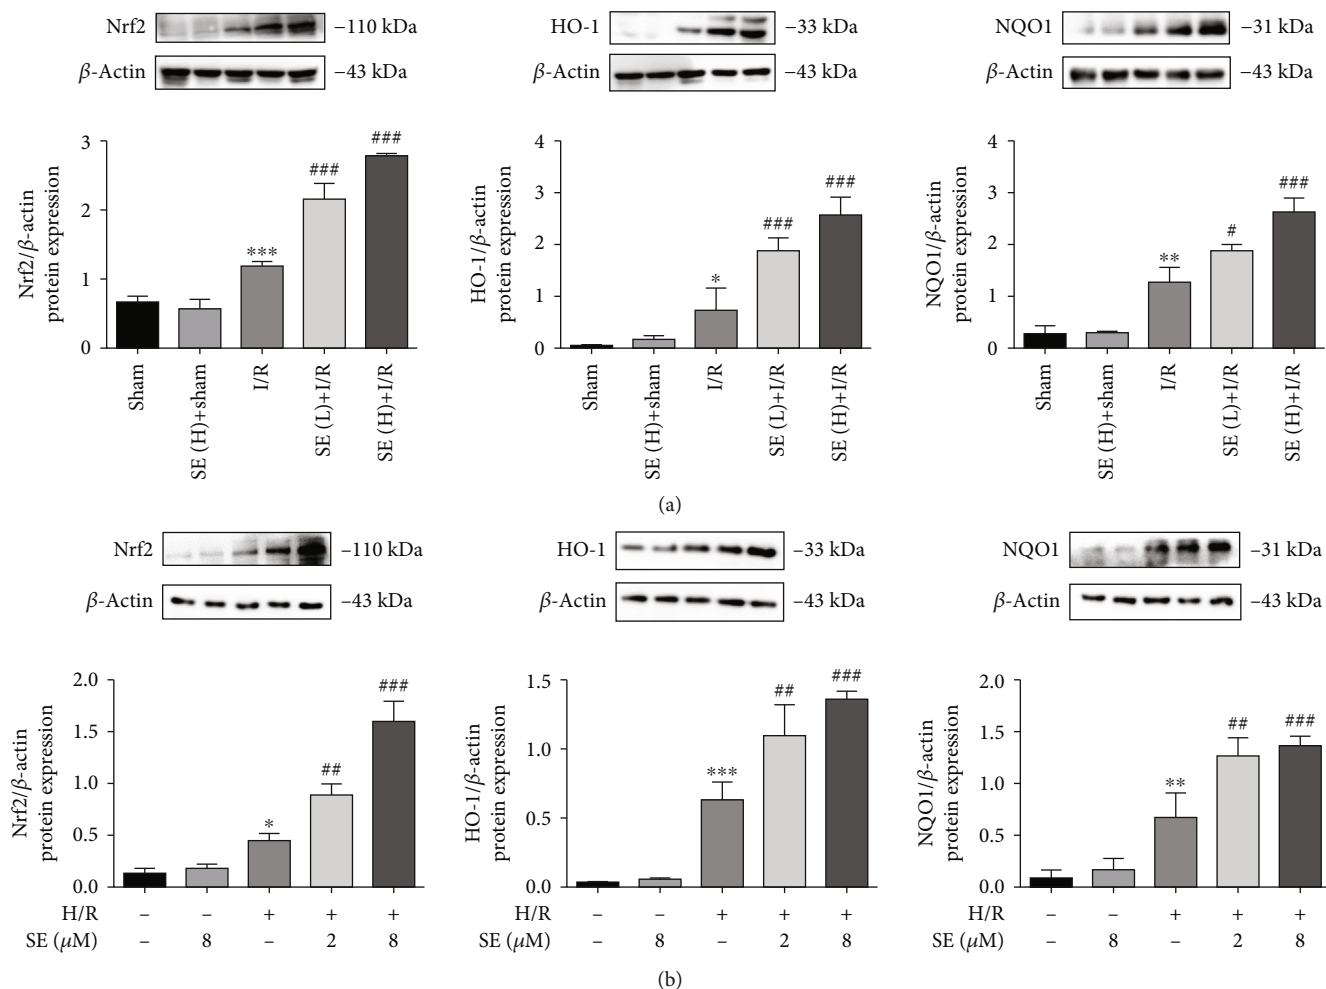 Nrf2 –110 kDa
β-Actin –43 kDa
HO-1 –33 kDa
β-Actin –43 kDa
NQO1 –31 kDa
β-Actin –43 kDa
Nrf2/β-actin
protein expression
3
2
1
0
***
###
###
Sham
SE (H)+sham
I/R
SE (L)+I/R
SE (H)+I/R
HO-1/β-actin
protein expression
4
3
2
1
0
*
###
###
Sham
SE (H)+sham
I/R
SE (L)+I/R
SE (H)+I/R
NQO1/β-actin
protein expression
4
3
2
1
0
**
#
###
Sham
SE (H)+sham
I/R
SE (L)+I/R
SE (H)+I/R
(a)
Nrf2 –110 kDa
β-Actin –43 kDa
HO-1 –33 kDa
β-Actin –43 kDa
NQO1 –31 kDa
β-Actin –43 kDa
Nrf2/β-actin
protein expression
2.0
1.5
1.0
0.5
0.0
*
##
###
H/R – – + + +
SE (μM) – 8 – 2 8
HO-1/β-actin
protein expression
1.5
1.0
0.5
0.0
***
##
###
– – + + +
– 8 – 2 8
NQO1/β-actin
protein expression
2.0
1.5
1.0
0.5
0.0
**
##
###
– – + + +
– 8 – 2 8
(b)